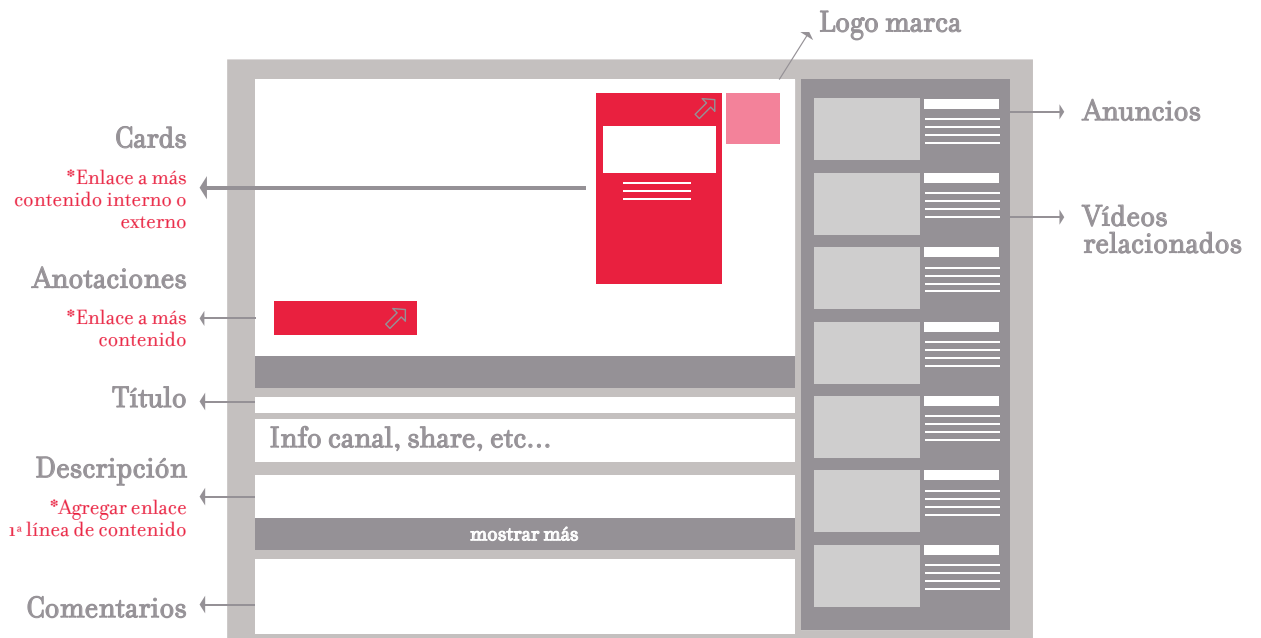 Logo marca
Cards
*Enlace a más
contenido interno o
externo
Anotaciones
*Enlace a más
contenido
Título
Info canal, share, etc...
Descripción
*Agregar enlace
1ª línea de contenido
mostrar más
Comentarios
Anuncios
Vídeos
relacionados